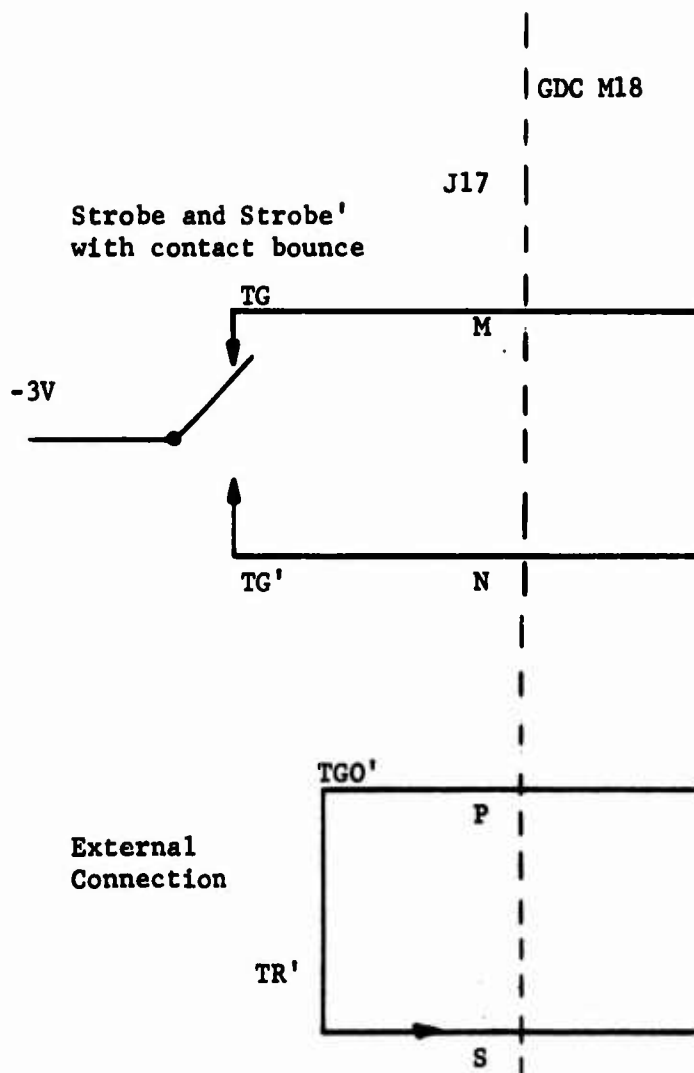 GDC M18
J17
Strobe and Strobe'
with contact bounce
TG
M
-3V
TG'
N
TGO'
P
External
Connection
TR'
S